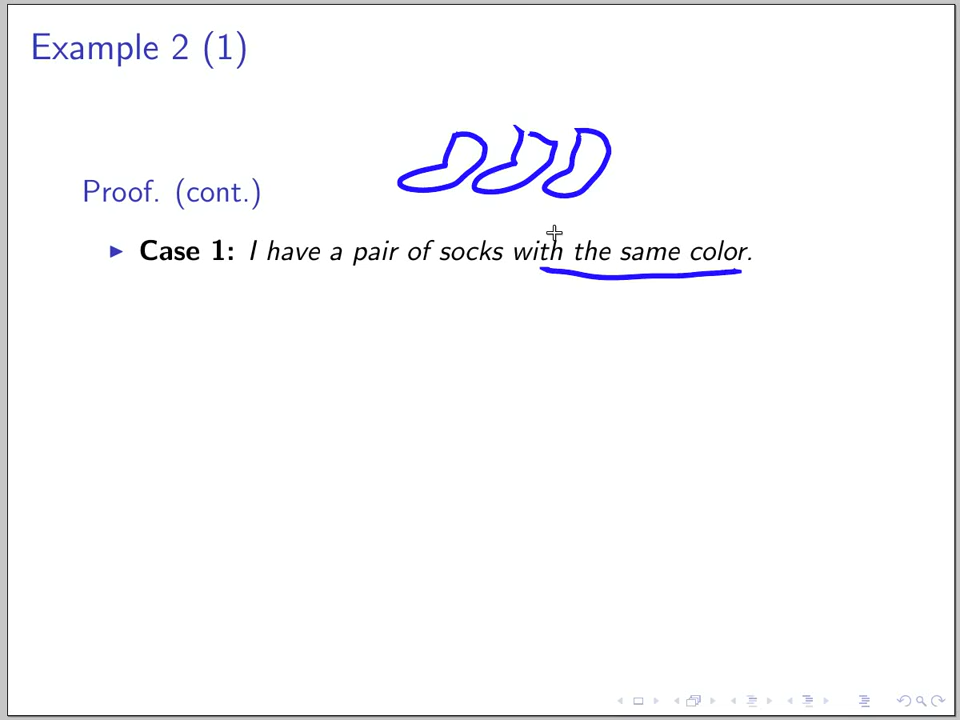 Example 2 (1)
Proof. (cont.)
Case 1: I have a pair of socks with the same color.